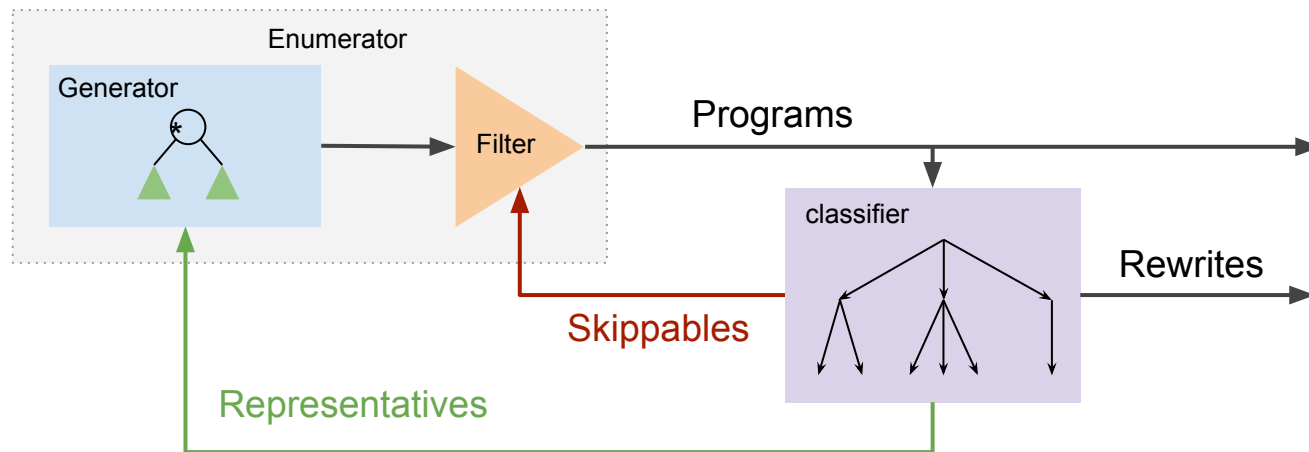 Enumerator
Generator
*
Filter
Programs
classifier
Rewrites
Skippables
Representatives